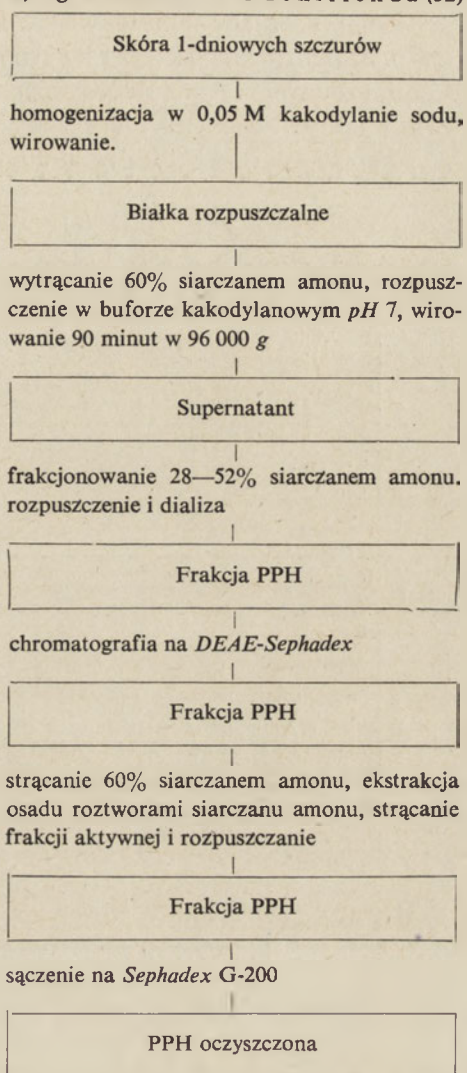 (32)
Skóra 1-dniowych szczurów
homogenizacja w 0,05 M kakodylanie sodu,
wirowanie.
Białka rozpuszczalne
wytrącanie 60% siarczanem amonu, rozpusz-
czenie w buforze kakodylanowym pH 7, wiro-
wanie 90 minut w 96 000 g
Supernatant
frakcjonowanie 28—52% siarczanem amonu.
rozpuszczenie i dializa
Frakcja PPH
chromatografia na DEAE-Sephadex
Frakcja PPH
strącanie 60% siarczanem amonu, ekstrakcja
osadu roztworami siarczanu amonu, strącanie
frakcji aktywnej i rozpuszczanie
Frakcja PPH
sączenie na Sephadex G-200
PPH oczyszczona